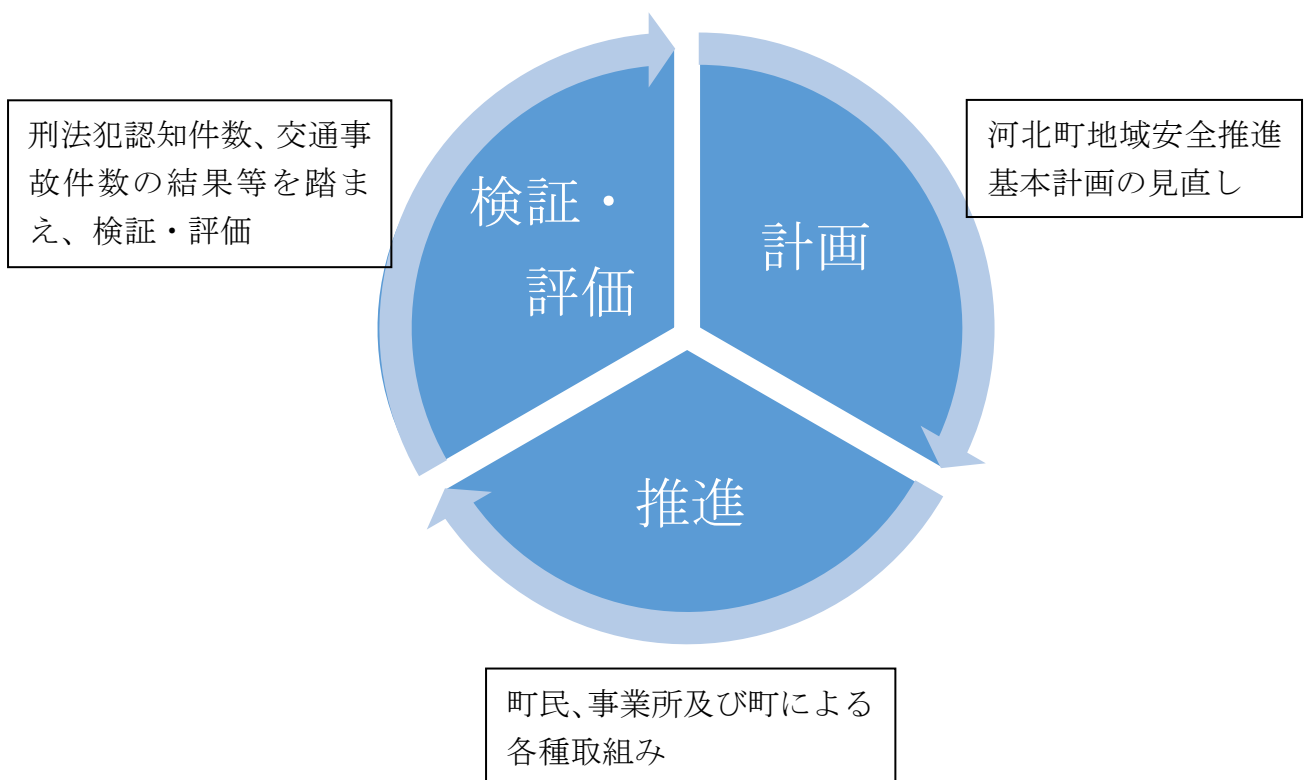 刑法犯認知件数、交通事
故件数の結果等を踏ま
え、検証・評価
検証・
評価
計画
河北町地域安全推進
基本計画の見直し
推進
町民、事業所及び町による
各種取組み